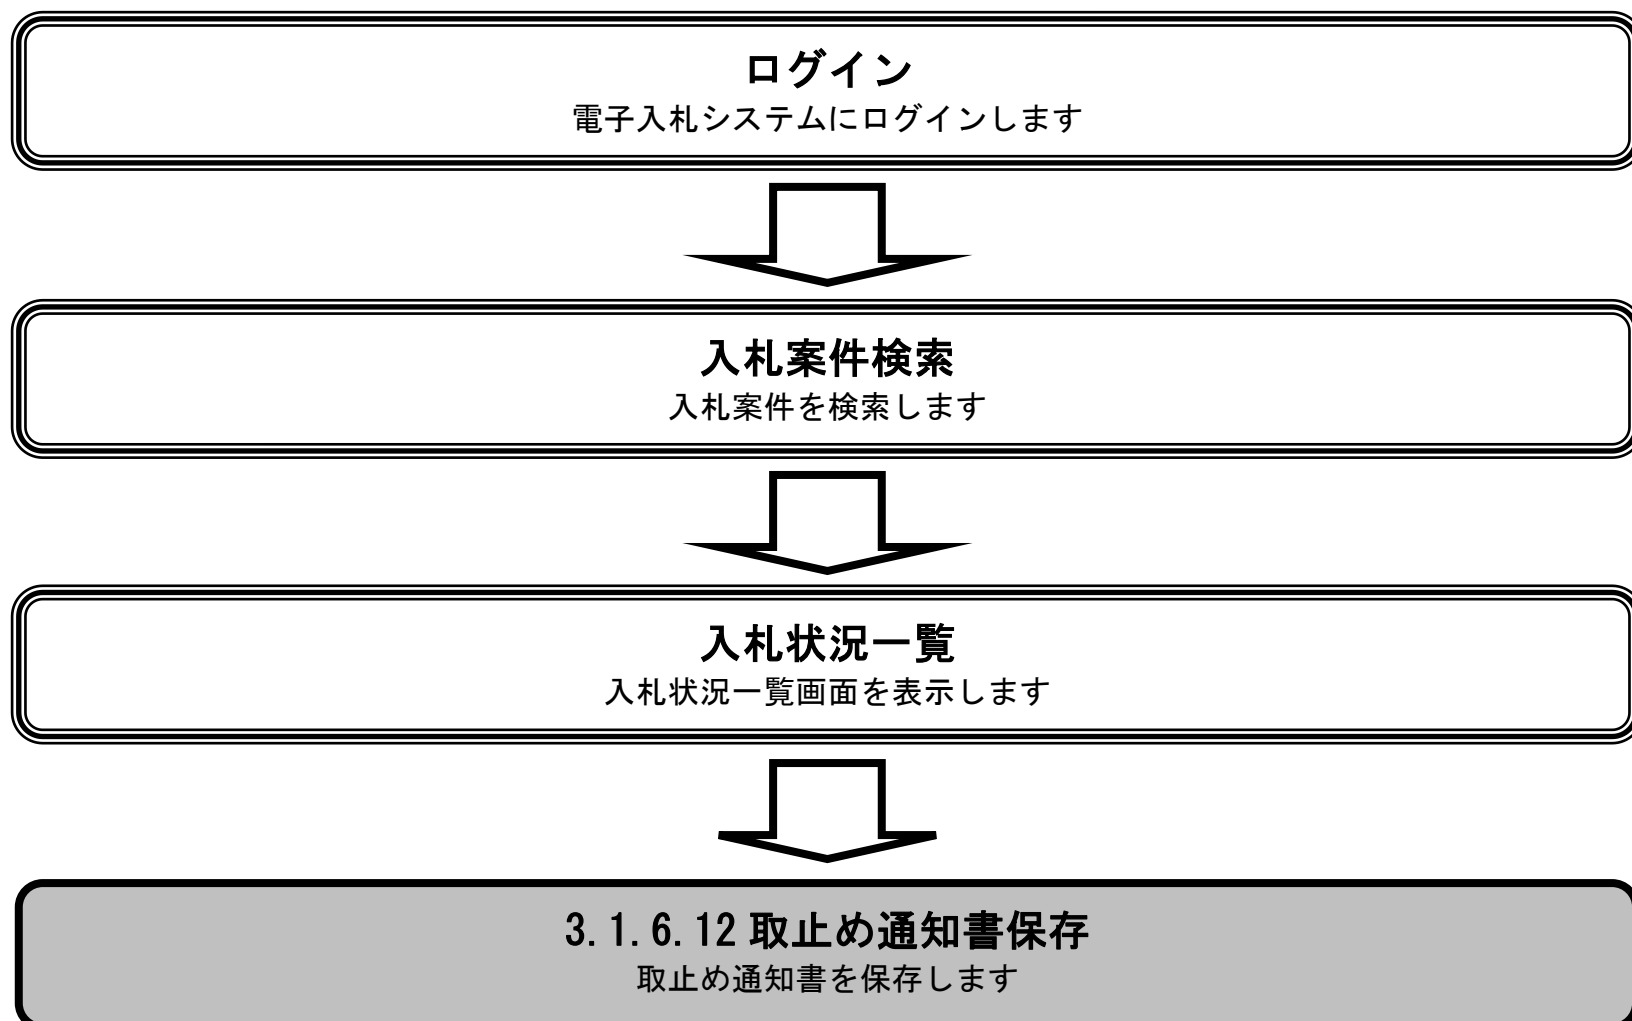 ログイン
電子入札システムにログインします
入札案件検索
入札案件を検索します
入札状況一覧
入札状況一覧画面を表示します
3.1.6.12取止め通知書保存
取止め通知書を保存します